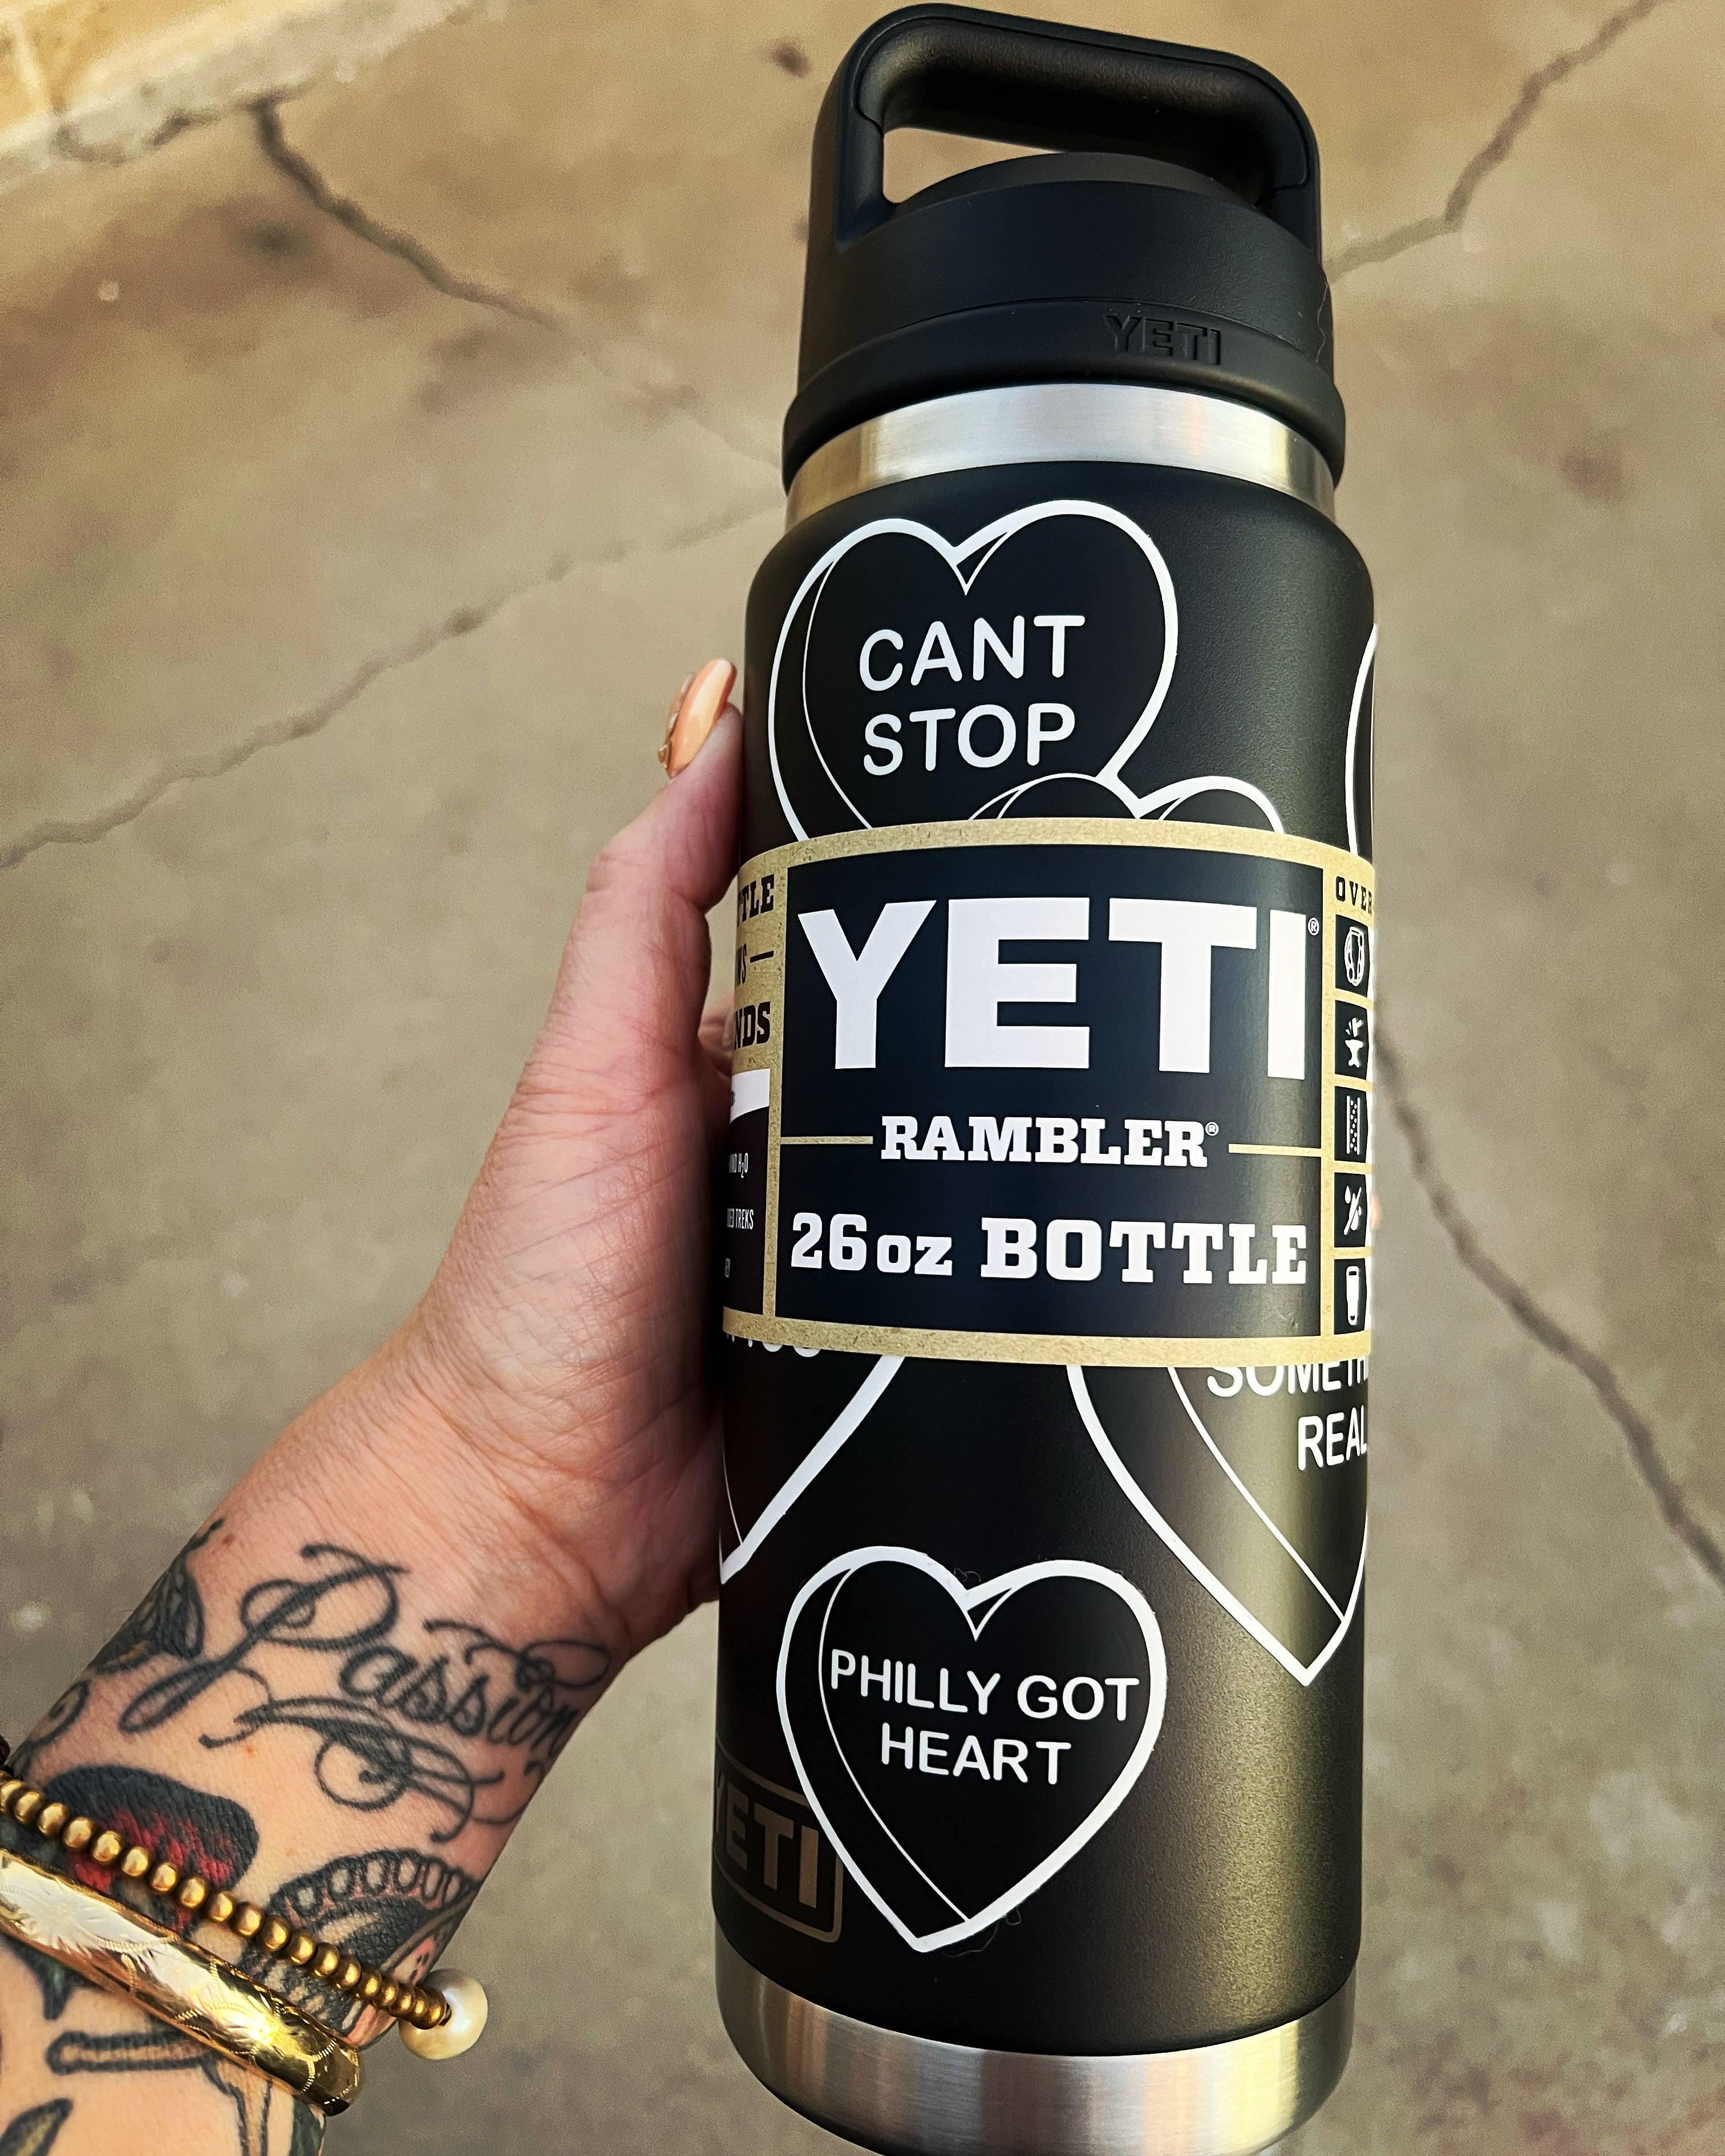 YETI
CANT
STOP
YETI®
RAMBLER®
26oz BOTTLE
REAL
PHILLY GOT
HEART
YETI
Passion